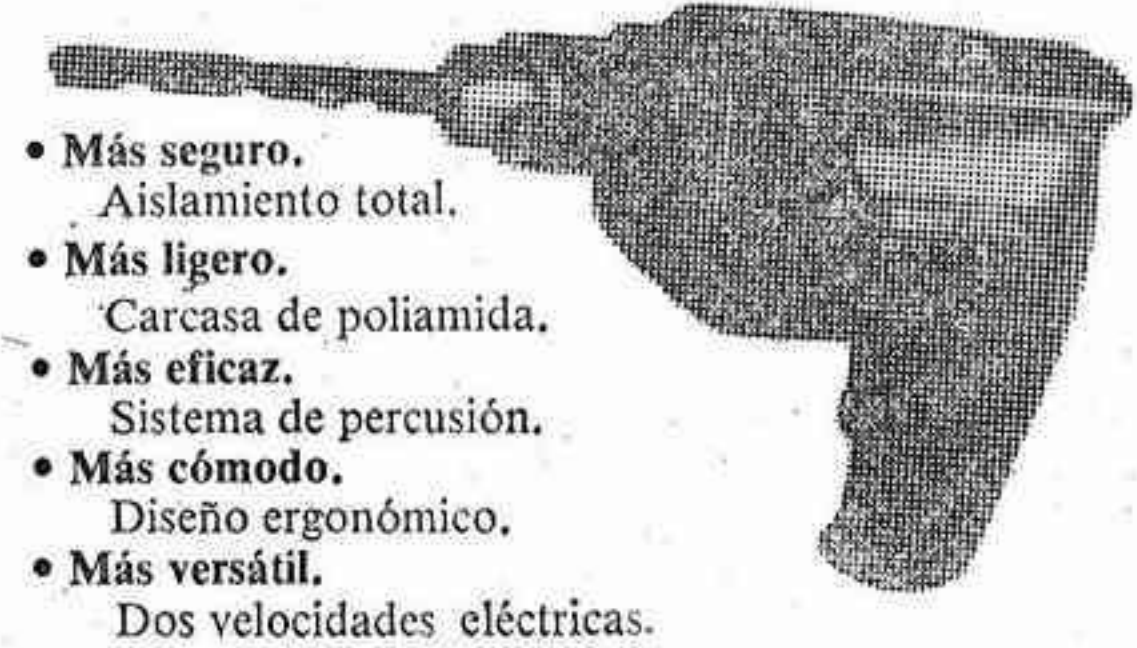 • Más seguro.
Aislamiento total.
• Más ligero.
Carcasa de poliamida.
• Más eficaz.
Sistema de percusión.
• Más cómodo.
Diseño ergonómico.
• Más versátil.
Dos velocidades eléctricas.